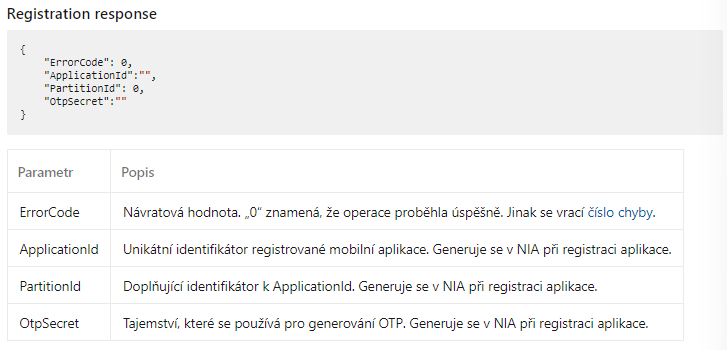 Registration response
{
"ErrorCode": 0,
"ApplicationId":"",
"PartitionId": 0,
"OtpSecret":""
}
Parametr Popis
ErrorCode Návratová hodnota. „0“ znamená, že operace proběhla úspěšně. Jinak se vrací číslo chyby.
ApplicationId Unikátní identifikátor registrované mobilní aplikace. Generuje se v NIA při registraci aplikace.
PartitionId Doplňující identifikátor k ApplicationId. Generuje se v NIA při registraci aplikace.
OtpSecret Tajemství, které se používá pro generování OTP. Generuje se v NIA při registraci aplikace.